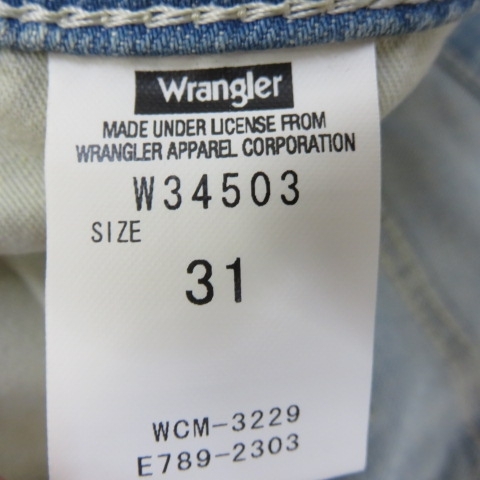 Wrangler
MADE UNDER LICENSE FROM
WRANGLER APPAREL CORPORATION
W34503
SIZE
31
WCM-3229
E789-2303